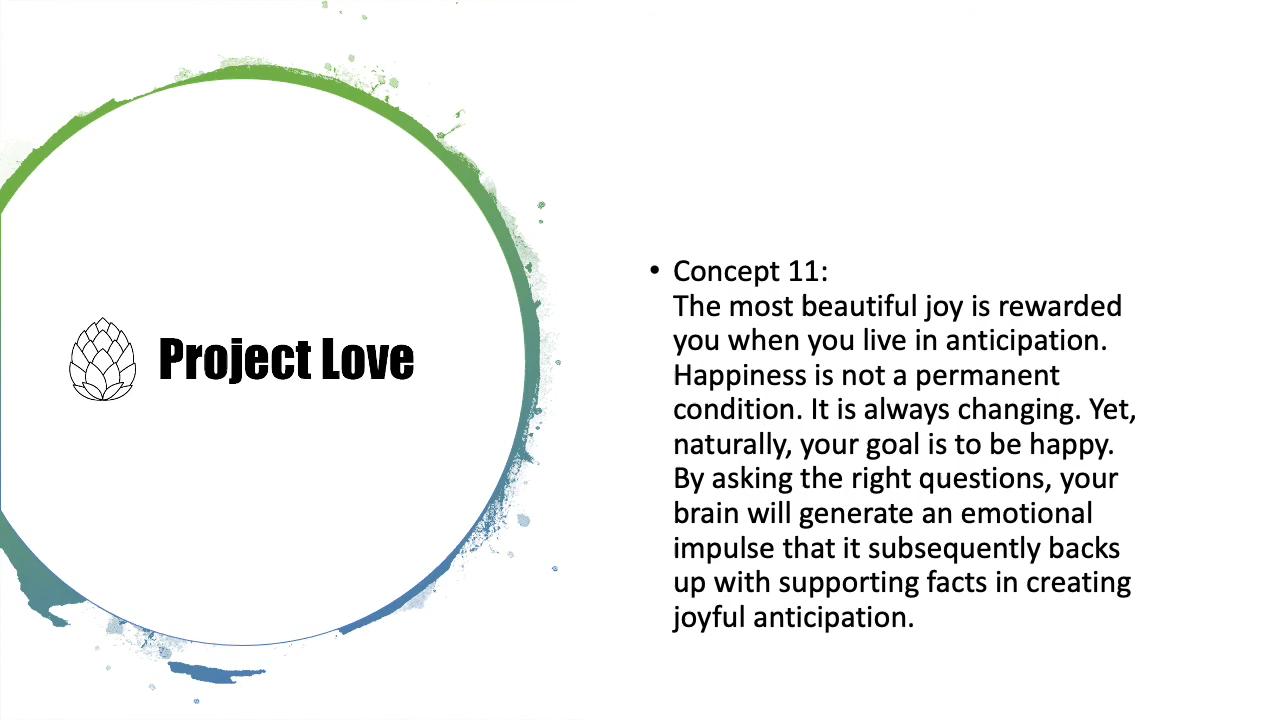 Project Love
• Concept 11:
The most beautiful joy is rewarded
you when you live in anticipation.
Happiness is not a permanent
condition. It is always changing. Yet,
naturally, your goal is to be happy.
By asking the right questions, your
brain will generate an emotional
impulse that it subsequently backs
up with supporting facts in creating
joyful anticipation.